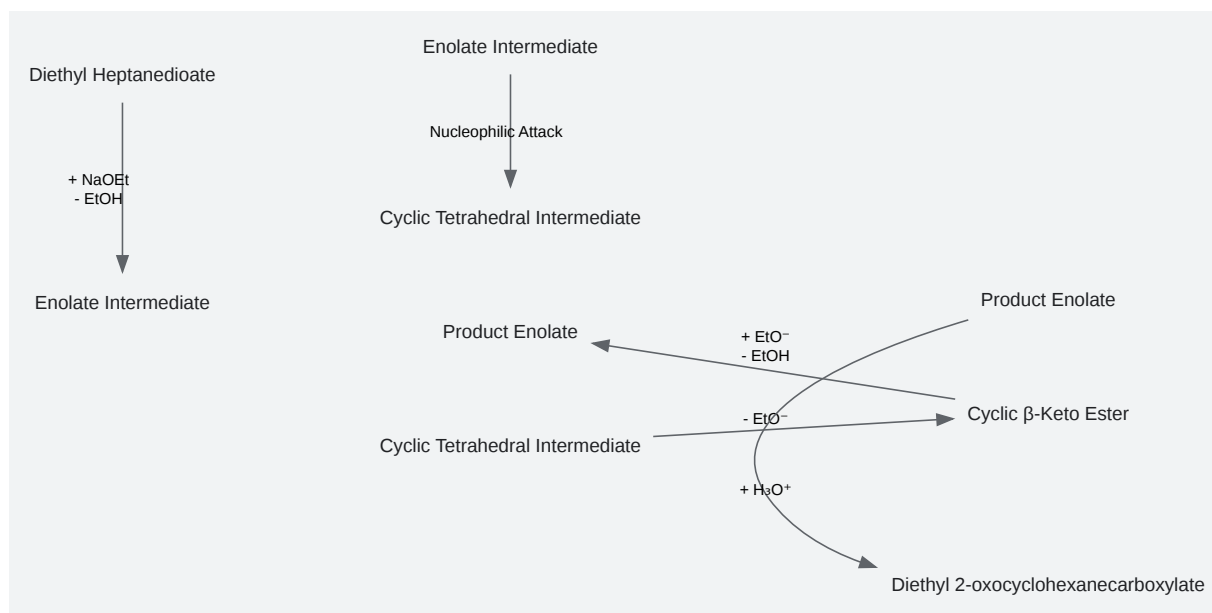 Diethyl Heptanedioate
+ NaOEt
- EtOH
Enolate Intermediate
Enolate Intermediate
Nucleophilic Attack
Cyclic Tetrahedral Intermediate
Product Enolate
Product Enolate
+ EtO⁻
- EtOH
Cyclic β-Keto Ester
- EtO⁻
Cyclic Tetrahedral Intermediate
+ H₃O⁺
Diethyl 2-oxocyclohexanecarboxylate